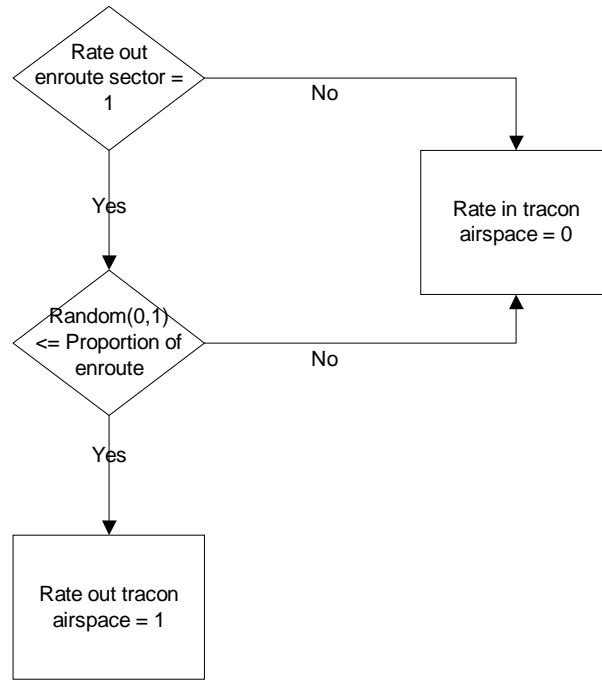 Rate out
enroute sector =
1
No
Rate in tracon
airspace = 0
Yes
Random(0,1)
<= Proportion of
enroute
No
Yes
Rate out tracon
airspace = 1